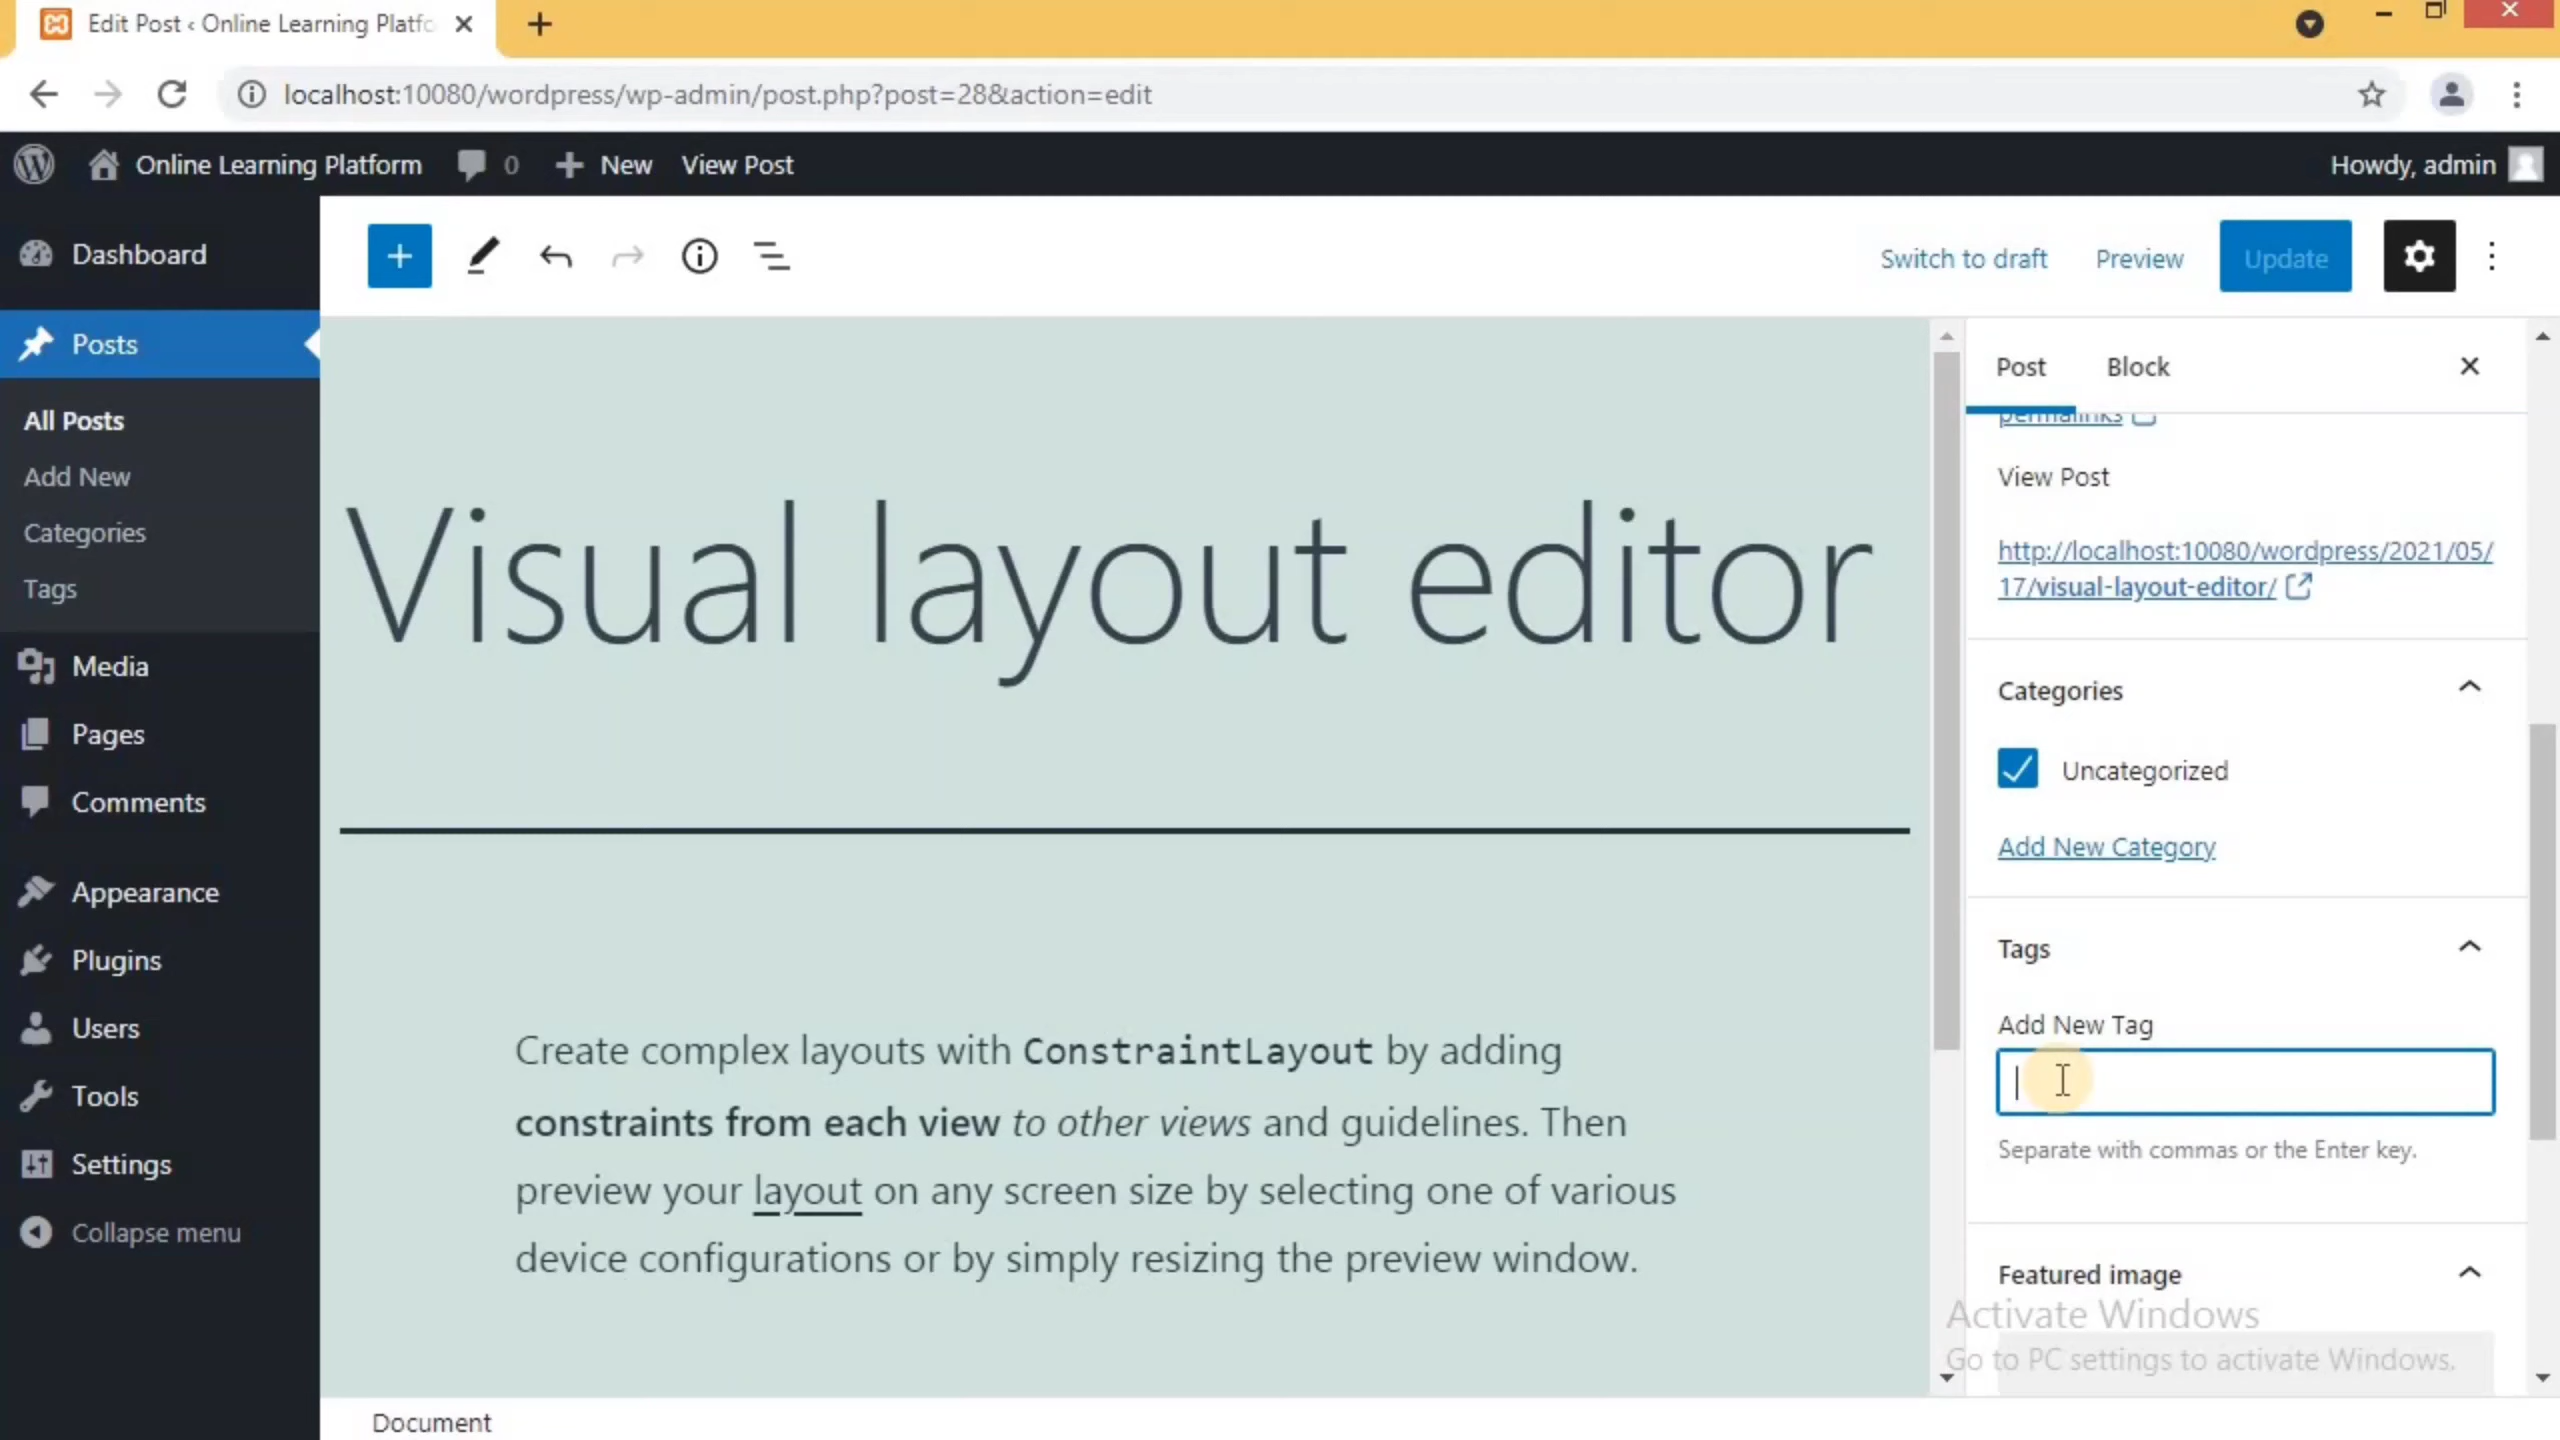 Edit Post ‹ Online Learning Platfo
localhost:10080/wordpress/wp-admin/post.php?post=28&action=edit
Online Learning Platform
0
New
View Post
Howdy, admin
Dashboard
Posts
All Posts
Add New
Categories
Tags
Media
Pages
Comments
Appearance
Plugins
Users
Tools
Settings
Collapse menu
Switch to draft
Preview
Update
Visual layout editor
Create complex layouts with ConstraintLayout by adding
constraints from each view to other views and guidelines. Then
preview your layout on any screen size by selecting one of various
device configurations or by simply resizing the preview window.
Post
Block
permalinks
View Post
http://localhost:10080/wordpress/2021/05/
17/visual-layout-editor/
Categories
Uncategorized
Add New Category
Tags
Add New Tag
Separate with commas or the Enter key.
Featured image
Activate Windows
Go to PC settings to activate Windows.
Document